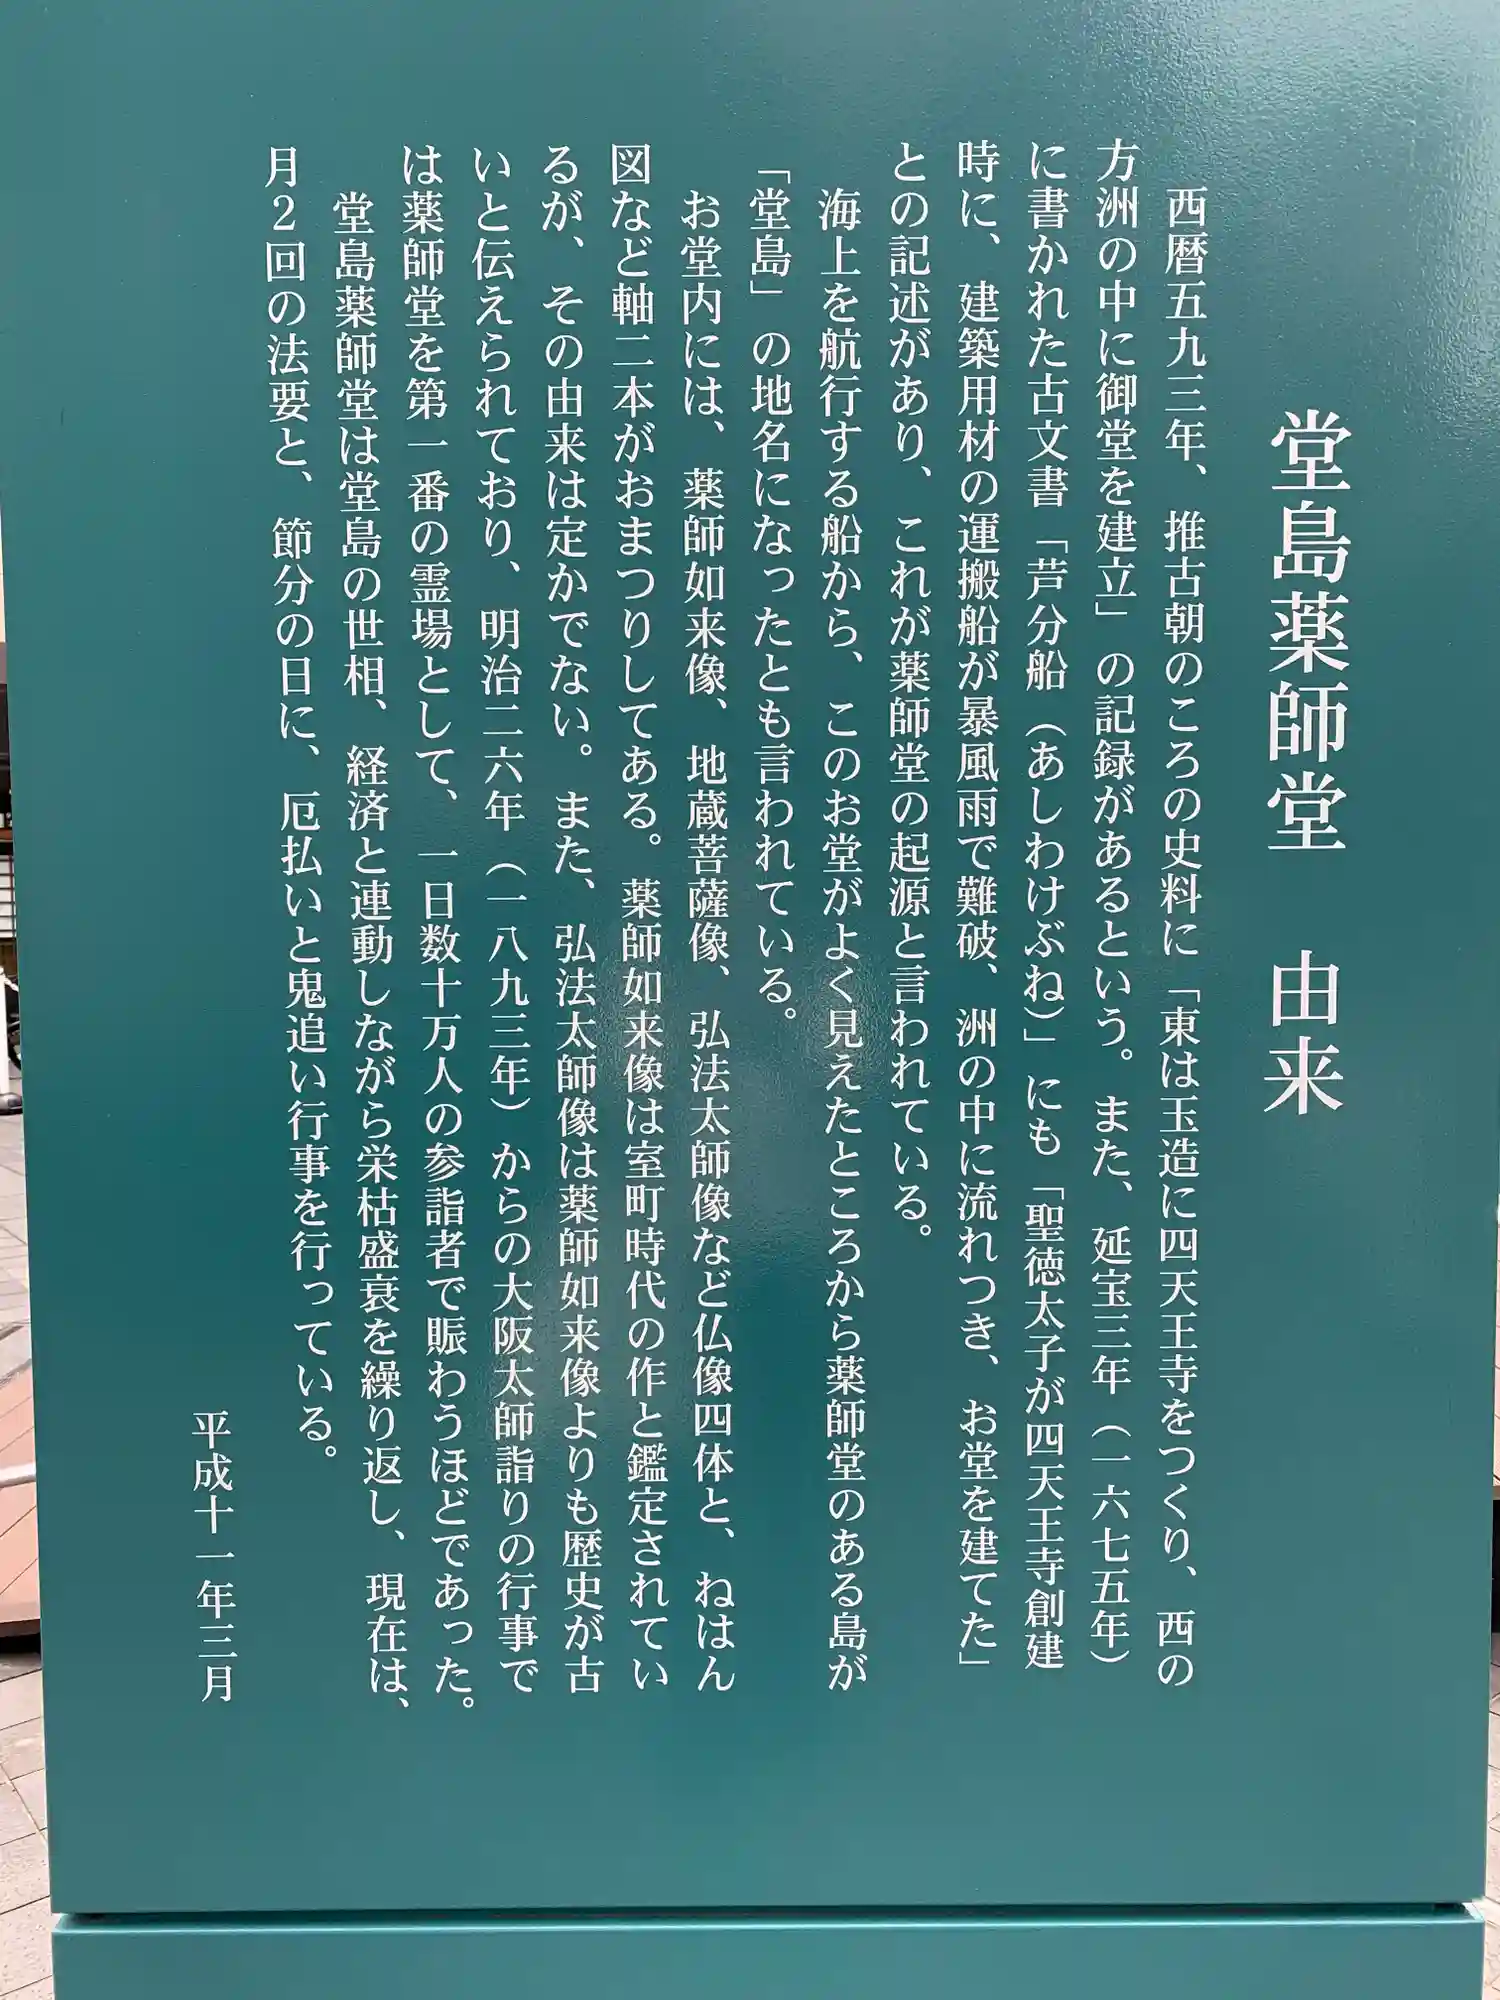 堂島薬師堂 由来
西暦五九三年、推古朝のころの史料に「東は玉造に四天王寺をつくり、西の
方洲の中に御堂を建立」の記録があるという。また、延宝三年（一六七五年）
に書かれた古文書「芦分船（あしわけぶね）」にも「聖徳太子が四天王寺創建
時に、建築用材の運搬船が暴風雨で難破、洲の中に流れつき、お堂を建てた」
との記述があり、これが薬師堂の起源と言われている。
海上を航行する船から、このお堂がよく見えたところから薬師堂のある島が
「堂島」の地名になったとも言われている。
お堂内には、薬師如来像、地蔵菩薩像、弘法太師像など仏像四体と、ねはん
図など軸二本がおまつりしてある。薬師如来像は室町時代の作と鑑定されてい
るが、その由来は定かでない。また、弘法太師像は薬師如来像よりも歴史が古
いと伝えられており、明治二六年（一八九三年）からの大阪太師詣りの行事で
は薬師堂を第一番の霊場として、一日数十万人の参詣者で賑わうほどであった。
堂島薬師堂は堂島の世相、経済と連動しながら栄枯盛衰を繰り返し、現在は、
月2回の法要と、節分の日に、厄払いと鬼追い行事を行っている。
平成十一年三月